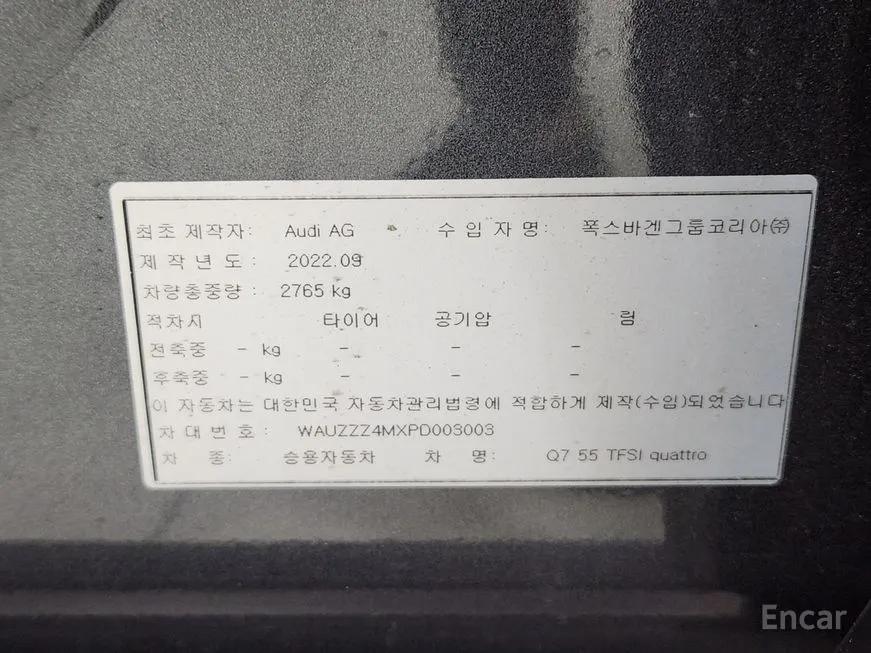 최초 제작자: Audi AG 수 입 자 명: 폭스바겐그룹코리아㈜
제 작 년 도 : 2022.09
차량총중량 : 2765 kg
적차시 타이어 공기압 림
전축중 - kg - - -
후축중 - kg - - -
이 자동차는 대한민국 자동차관리법령에 적합하게 제작(수입)되었습니다
차 대 번 호 : WAUZZZ4MXPD003003
차 종: 승용자동차 차 명: Q7 55 TFSI quattro
Encar